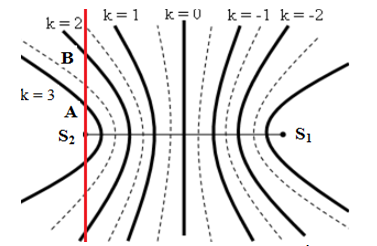 k = 2 k = 1 k = 0 k = -1 k = -2
B
k = 3
A
S₂ S₁